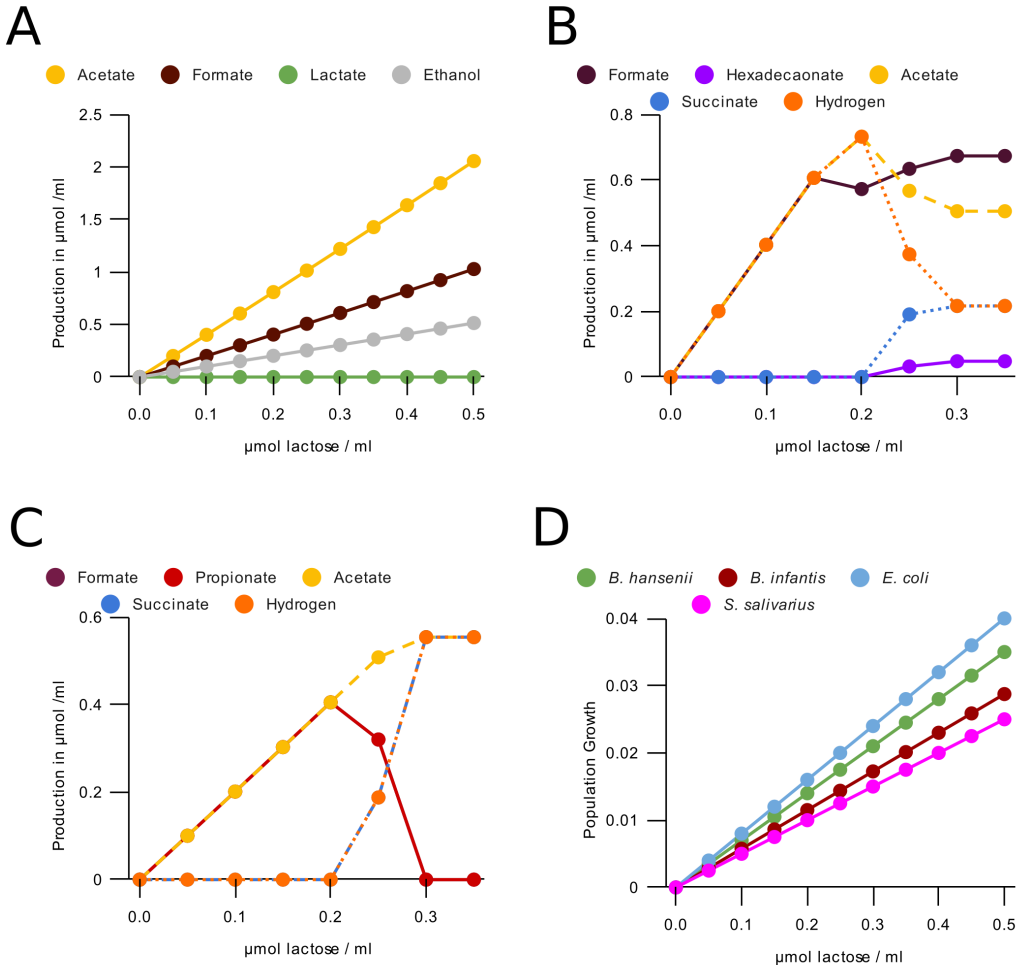 A
Acetate Formate Lactate Ethanol
2.5
2
1.5
1
0.5
0
Production in µmol /ml
0.0 0.1 0.2 0.3 0.4 0.5
µmol lactose / ml
B
Formate Hexadecaonate Acetate
Succinate Hydrogen
0.8
0.6
0.4
0.2
0
Production in µmol /ml
0.0 0.1 0.2 0.3
µmol lactose / ml
C
Formate Propionate Acetate
Succinate Hydrogen
0.6
0.4
0.2
0
Production in µmol /ml
0.0 0.1 0.2 0.3
µmol lactose / ml
D
B. hansenii B. infantis E. coli
S. salivarius
0.04
0.03
0.02
0.01
0
Population Growth
0.0 0.1 0.2 0.3 0.4 0.5
µmol lactose / ml